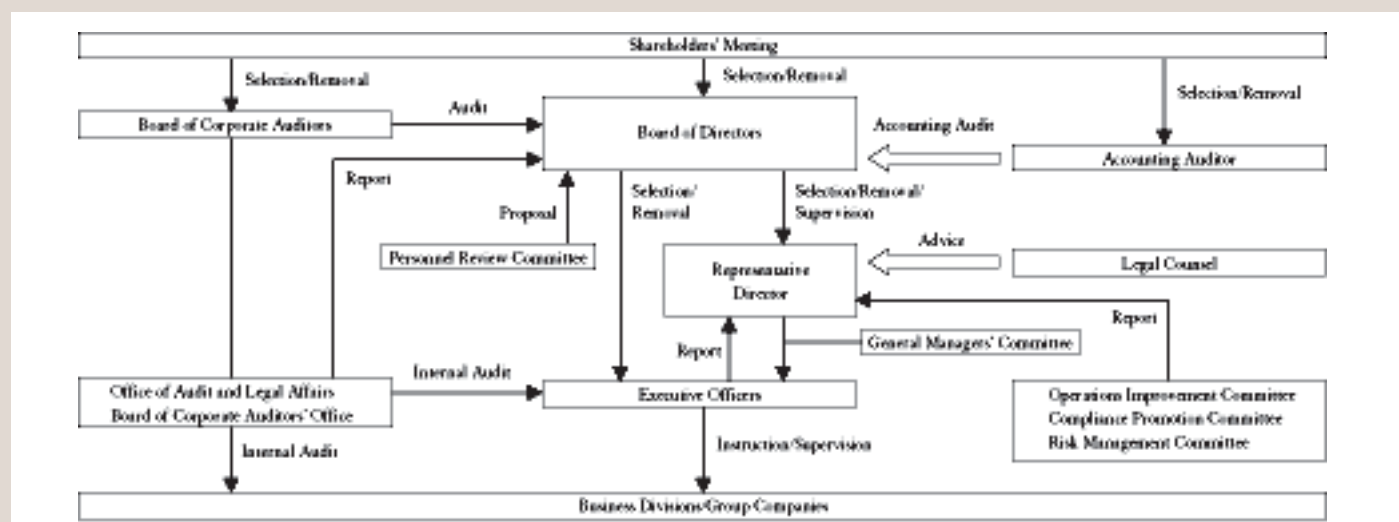 Shareholders' Meeting
Selection/Removal
Selection/Removal
Selection/Removal
Board of Corporate Auditors
Audit
Board of Directors
Accounting Audit
Accounting Auditor
Report
Proposal
Selection/
Removal
Selection/Removal/
Supervision
Personnel Review Committee
Representative
Director
Advice
Legal Counsel
Report
General Managers' Committee
Report
Internal Audit
Office of Audit and Legal Affairs
Board of Corporate Auditors' Office
Executive Officers
Operations Improvement Committee
Compliance Promotion Committee
Risk Management Committee
Internal Audit
Instruction/Supervision
Business Divisions/Group Companies